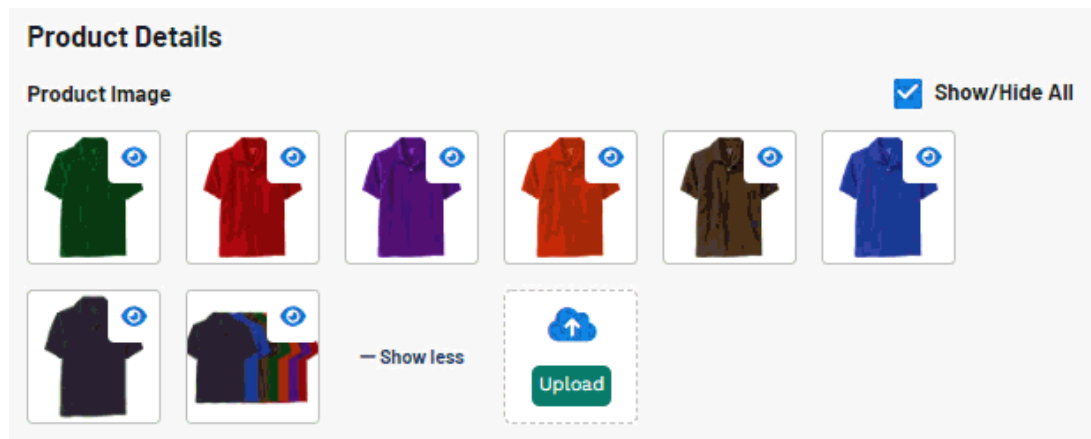 Product Details
Product Image
Show/Hide All
— Show less
Upload